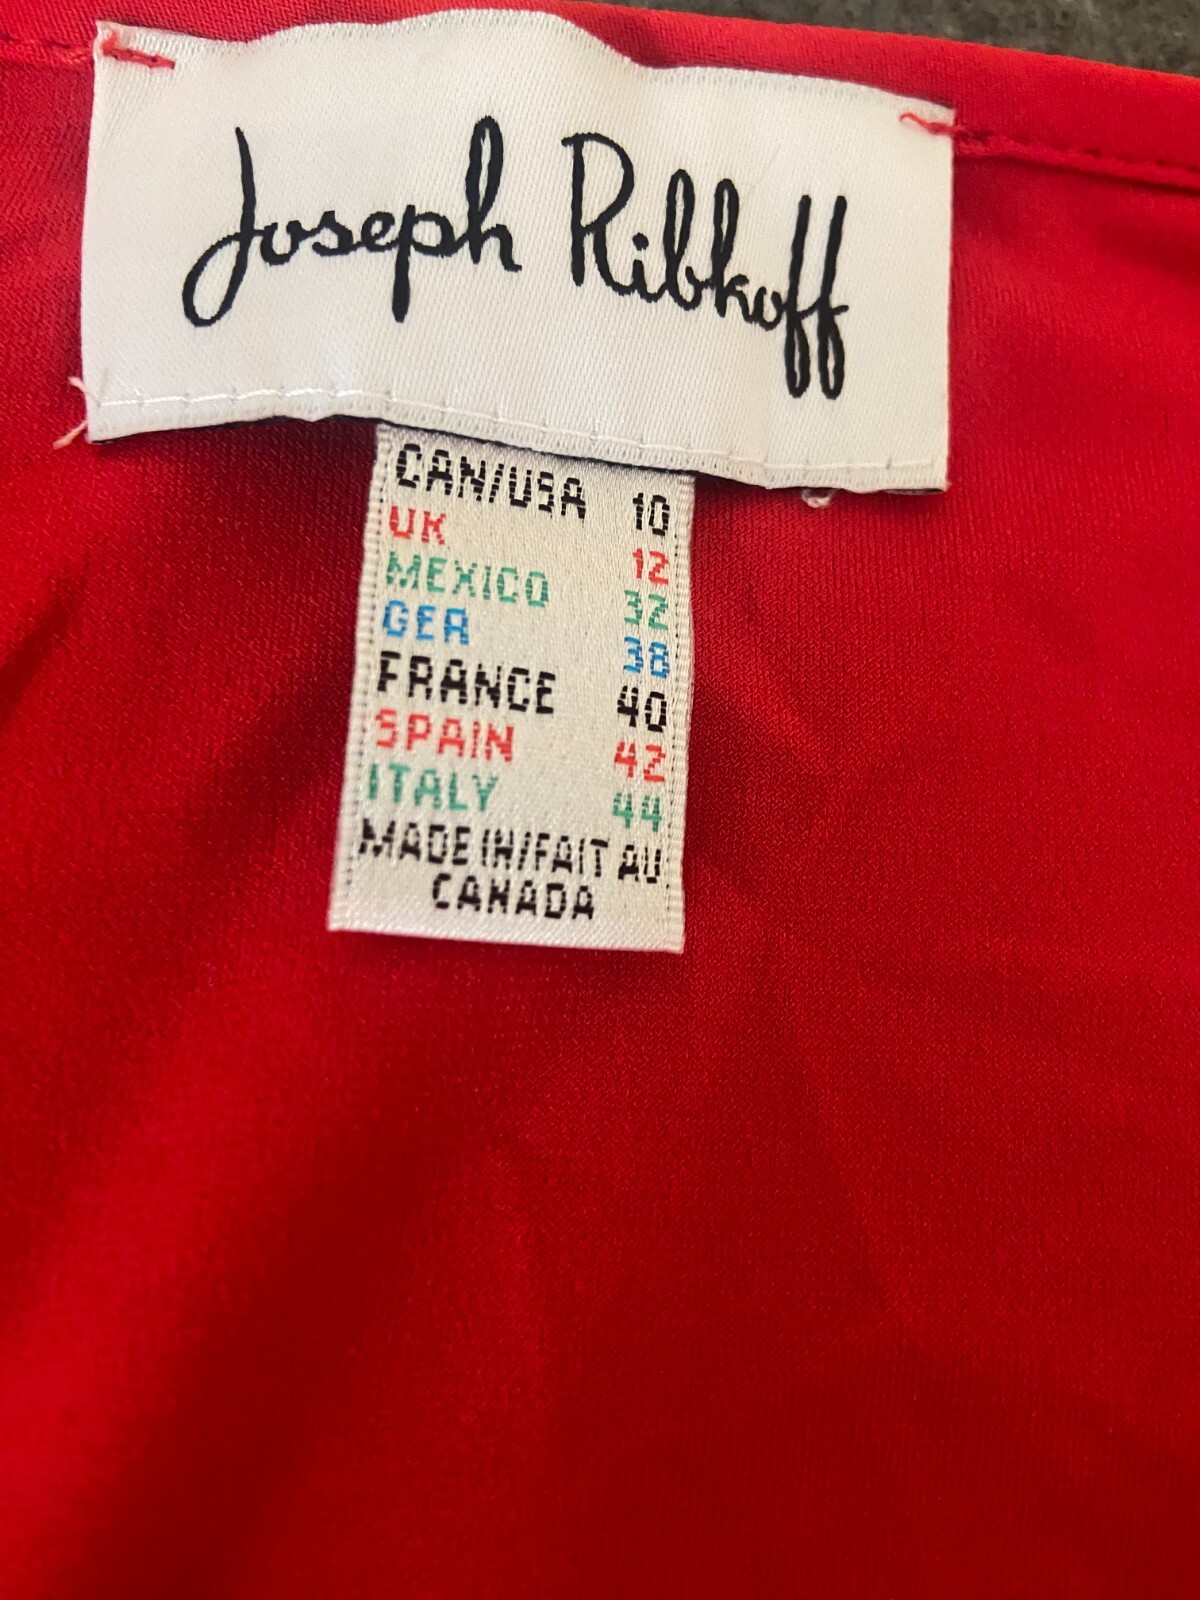 Joseph Ribkoff
CAN/USA 10
UK 12
MEXICO 32
GER 38
FRANCE 40
SPAIN 42
ITALY 44
MADE IN/FAIT AU
CANADA